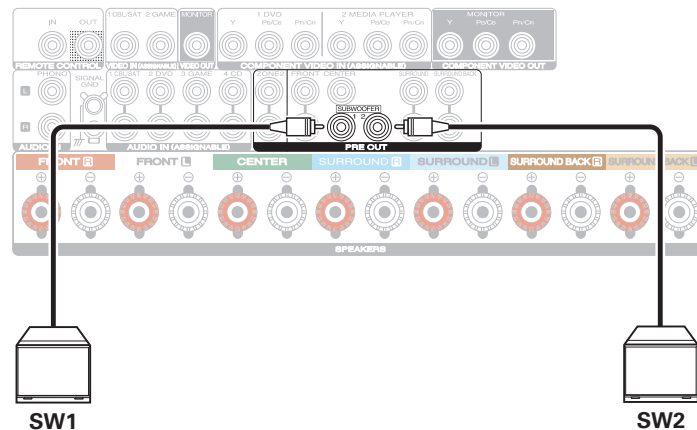 IN OUT
REMOTE CONTROL
1 CBL/SAT 2 GAME
VIDEO IN (ASSIGNABLE)
MONITOR
VIDEO OUT
1 DVD
Y PB/CB PR/CR
2 MEDIA PLAYER
Y PB/CB PR/CR
COMPONENT VIDEO IN (ASSIGNABLE)
MONITOR
Y PB/CB PR/CR
COMPONENT VIDEO OUT
PHONO
SIGNAL
GND
L
R
AUDIO IN
1 CBL/SAT 2 DVD 3 GAME 4 CD
AUDIO IN (ASSIGNABLE)
ZONE2 FRONT CENTER SURROUND SURROUND BACK
SUBWOOFER
1 2
PRE OUT
FRONT R FRONT L CENTER SURROUND R SURROUND L SURROUND BACK R SURROUND BACK L
+ − + − + − + − + − + − + −
SPEAKERS
SW1 SW2